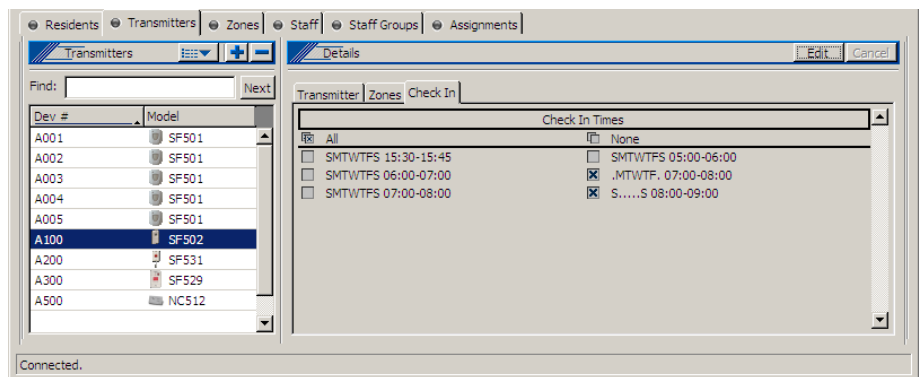 Residents Transmitters Zones Staff Staff Groups Assignments
Transmitters
Details Edit Cancel
Find: Next
Transmitter Zones Check In
Dev # Model
Check In Times
All None
A001 SF501
A002 SF501
A003 SF501
A004 SF501
A005 SF501
A100 SF502
A200 SF531
A300 SF529
A500 NC512
SMTWTFS 15:30-15:45 SMTWTFS 05:00-06:00
SMTWTFS 06:00-07:00 .MTWTF. 07:00-08:00
SMTWTFS 07:00-08:00 S.....S 08:00-09:00
Connected.